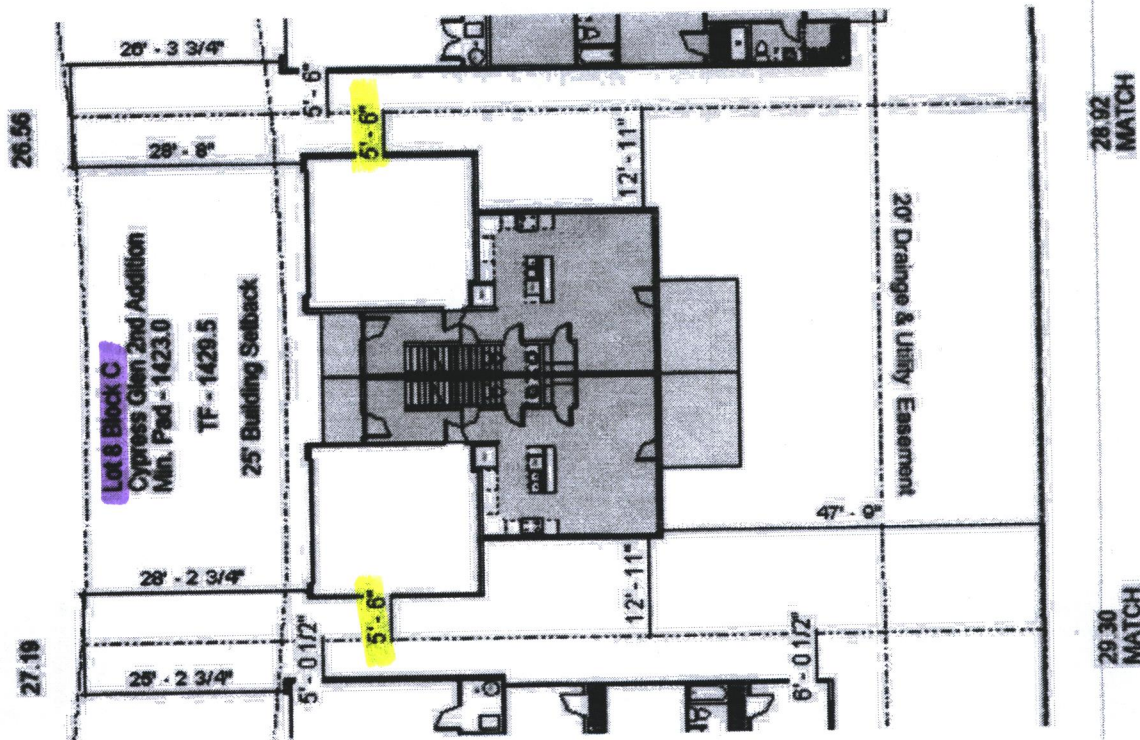 26' - 3 3/4"
5' - 6"
26.56
28' - 8"
5' - 6"
12' - 11"
28.92
MATCH
Lot 8 Block C
Cypress Glen 2nd Addition
Min. Pad - 1423.0
TF - 1429.5
25' Building Setback
20' Drainge & Utility Easement
47' - 9"
28' - 2 3/4"
5' - 6"
12' - 11"
27.19
25' - 2 3/4"
5' - 0 1/2"
6' - 0 1/2"
29.30
MATCH